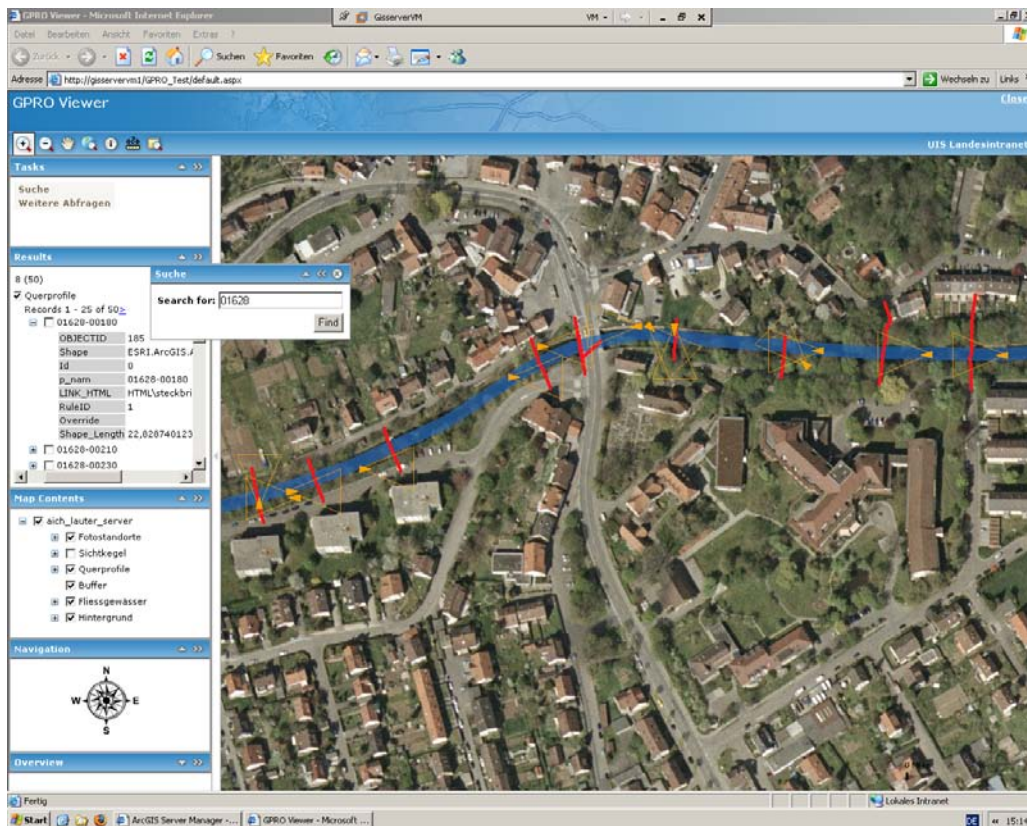 GPRO Viewer - Microsoft Internet Explorer
GisserverVM
VM
Datei Bearbeiten Ansicht Favoriten Extras ?
Zurück
Suchen
Favoriten
Adresse http://gisservervm1/GPRO_Test/default.aspx
Wechseln zu Links
GPRO Viewer
Close
UIS Landesintranet
Tasks
Suche
Weitere Abfragen
Results
8 (50)
Querprofile
Records 1 - 25 of 50>
01628-00180
OBJECTID 185
Shape ESRI.ArcGIS.A
Id 0
p_nam 01628-00180
LINK_HTML HTML\steckbri
RuleID 1
Override
Shape_Length 22,828740123
01628-00210
01628-00230
Suche
Search for: 01628
Find
Map Contents
aich_lauter_server
Fotostandorte
Sichtkegel
Querprofile
Buffer
Fliessgewässer
Hintergrund
Navigation
N
W
E
S
Overview
Fertig
Lokales Intranet
Start
ArcGIS Server Manager -...
GPRO Viewer - Microsoft ...
DE
«
15:14